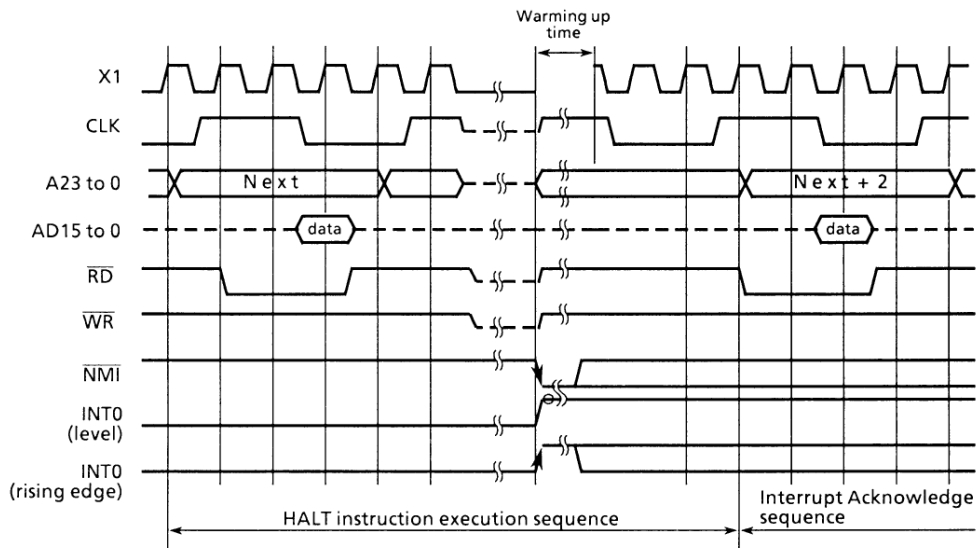 Warming up
time
X1
CLK
A23 to 0
Next
Next + 2
AD15 to 0
data
data
RD
WR
NMI
INT0
(level)
INT0
(rising edge)
HALT instruction execution sequence
Interrupt Acknowledge
sequence